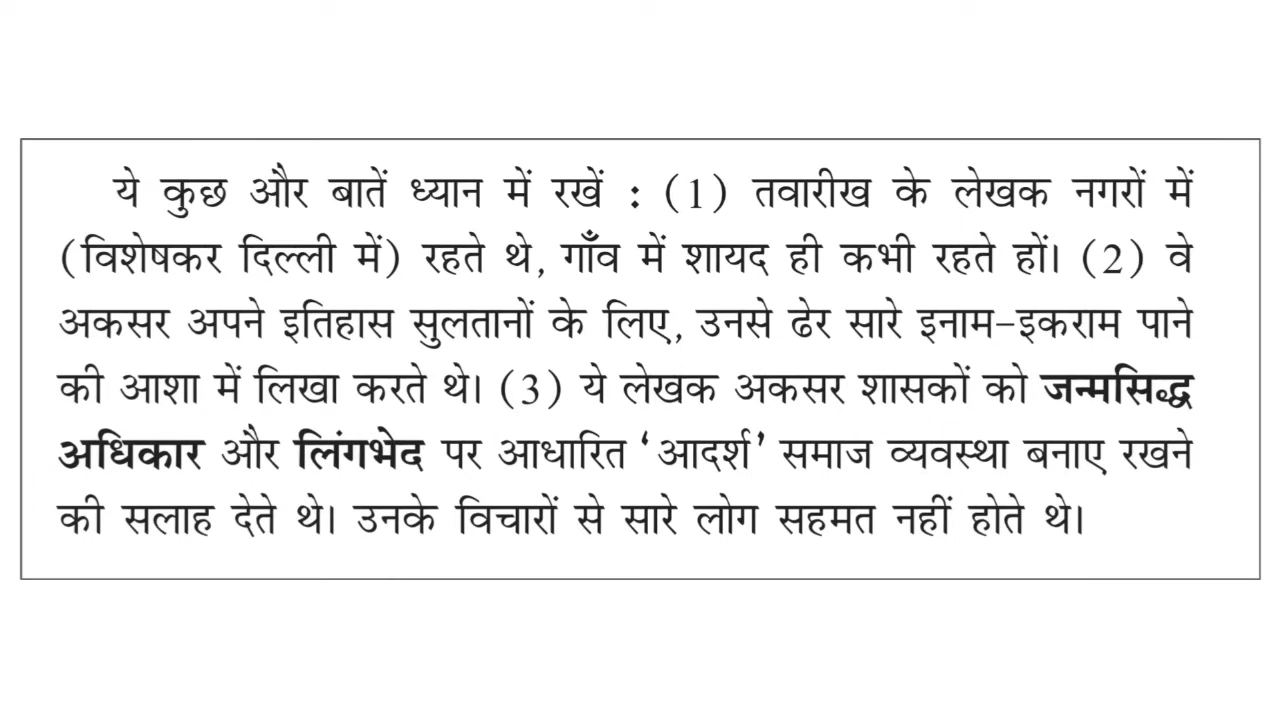 ये कुछ और बातें ध्यान में रखें : (1) तवारीख के लेखक नगरों में
(विशेषकर दिल्ली में) रहते थे, गाँव में शायद ही कभी रहते हों। (2) वे
अकसर अपने इतिहास सुलतानों के लिए, उनसे ढेर सारे इनाम-इकराम पाने
की आशा में लिखा करते थे। (3) ये लेखक अकसर शासकों को जन्मसिद्ध
अधिकार और लिंगभेद पर आधारित ‘आदर्श’ समाज व्यवस्था बनाए रखने
की सलाह देते थे। उनके विचारों से सारे लोग सहमत नहीं होते थे।